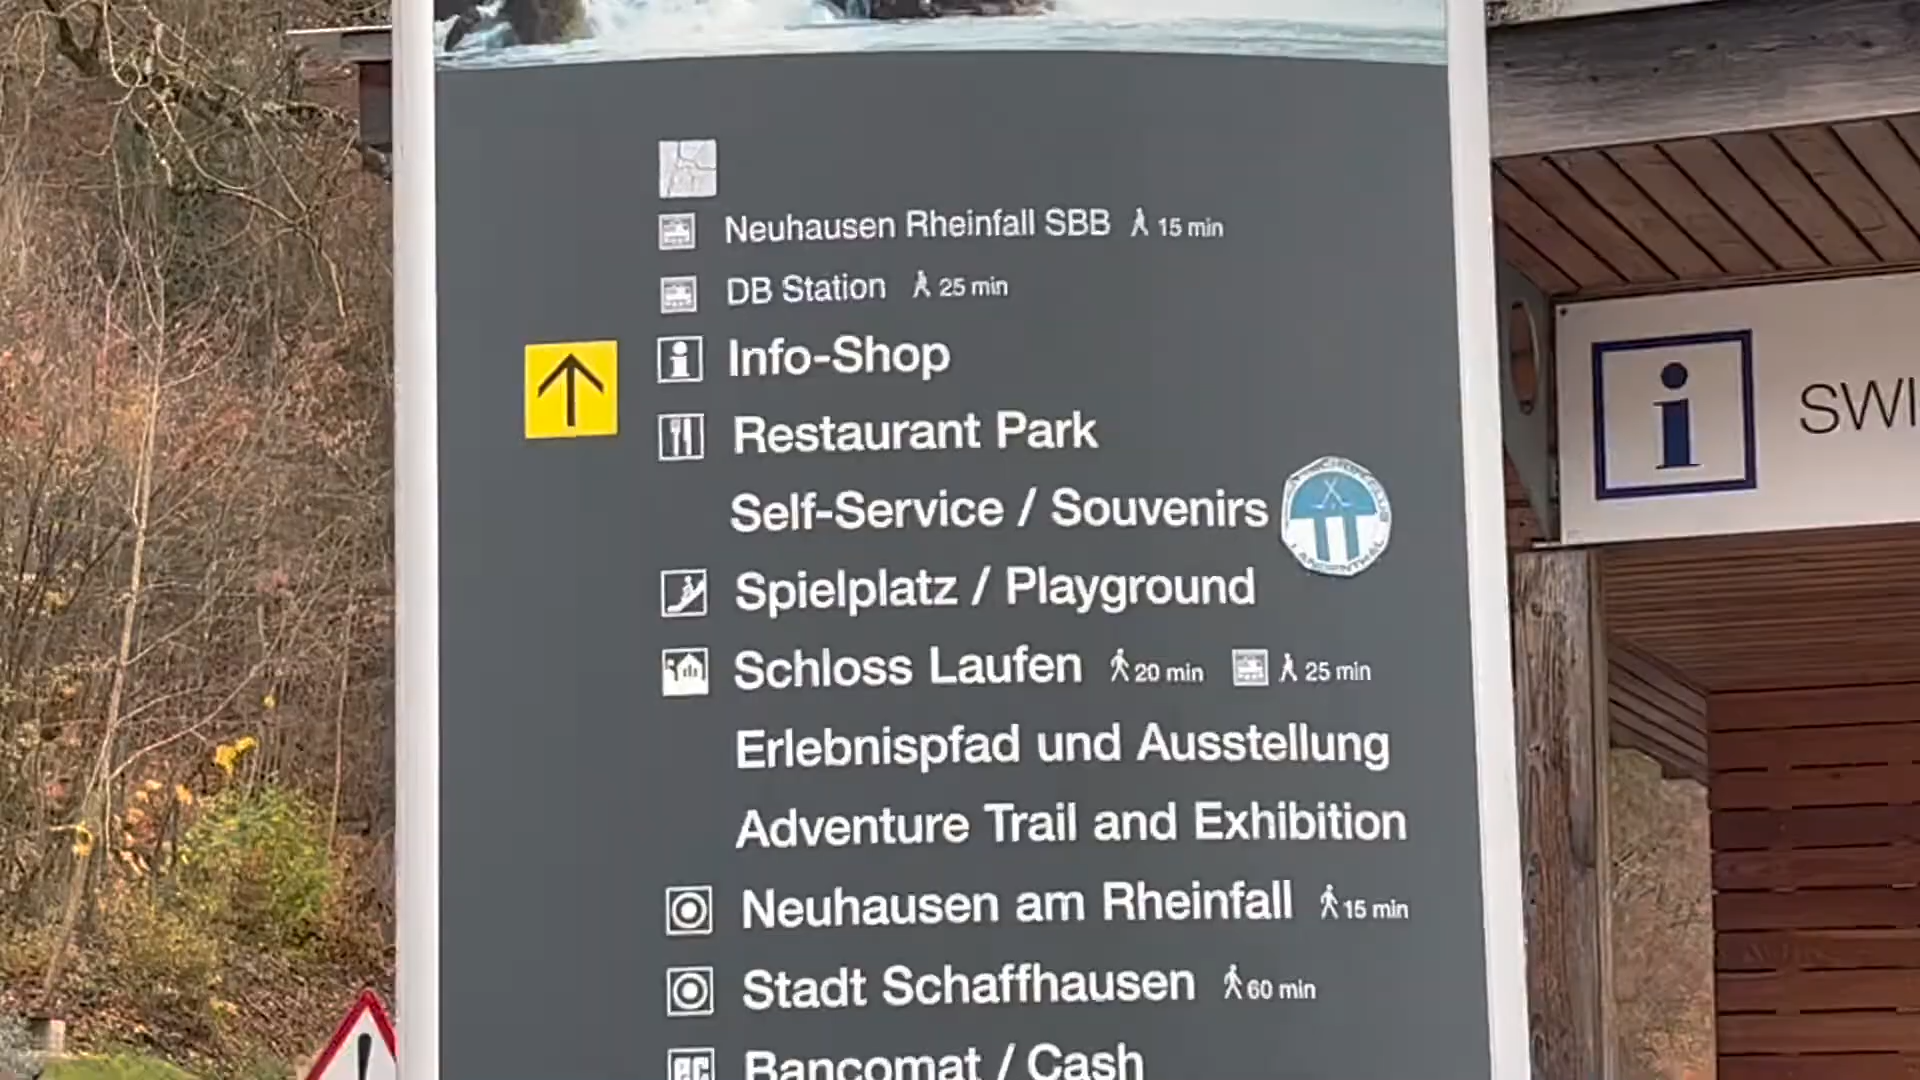 Neuhausen Rheinfall SBB 15 min
DB Station 25 min
i Info-Shop
Restaurant Park
Self-Service / Souvenirs
Spielplatz / Playground
Schloss Laufen 20 min 25 min
Erlebnispfad und Ausstellung
Adventure Trail and Exhibition
Neuhausen am Rheinfall 15 min
Stadt Schaffhausen 60 min
ec Bancomat / Cash
i SWI